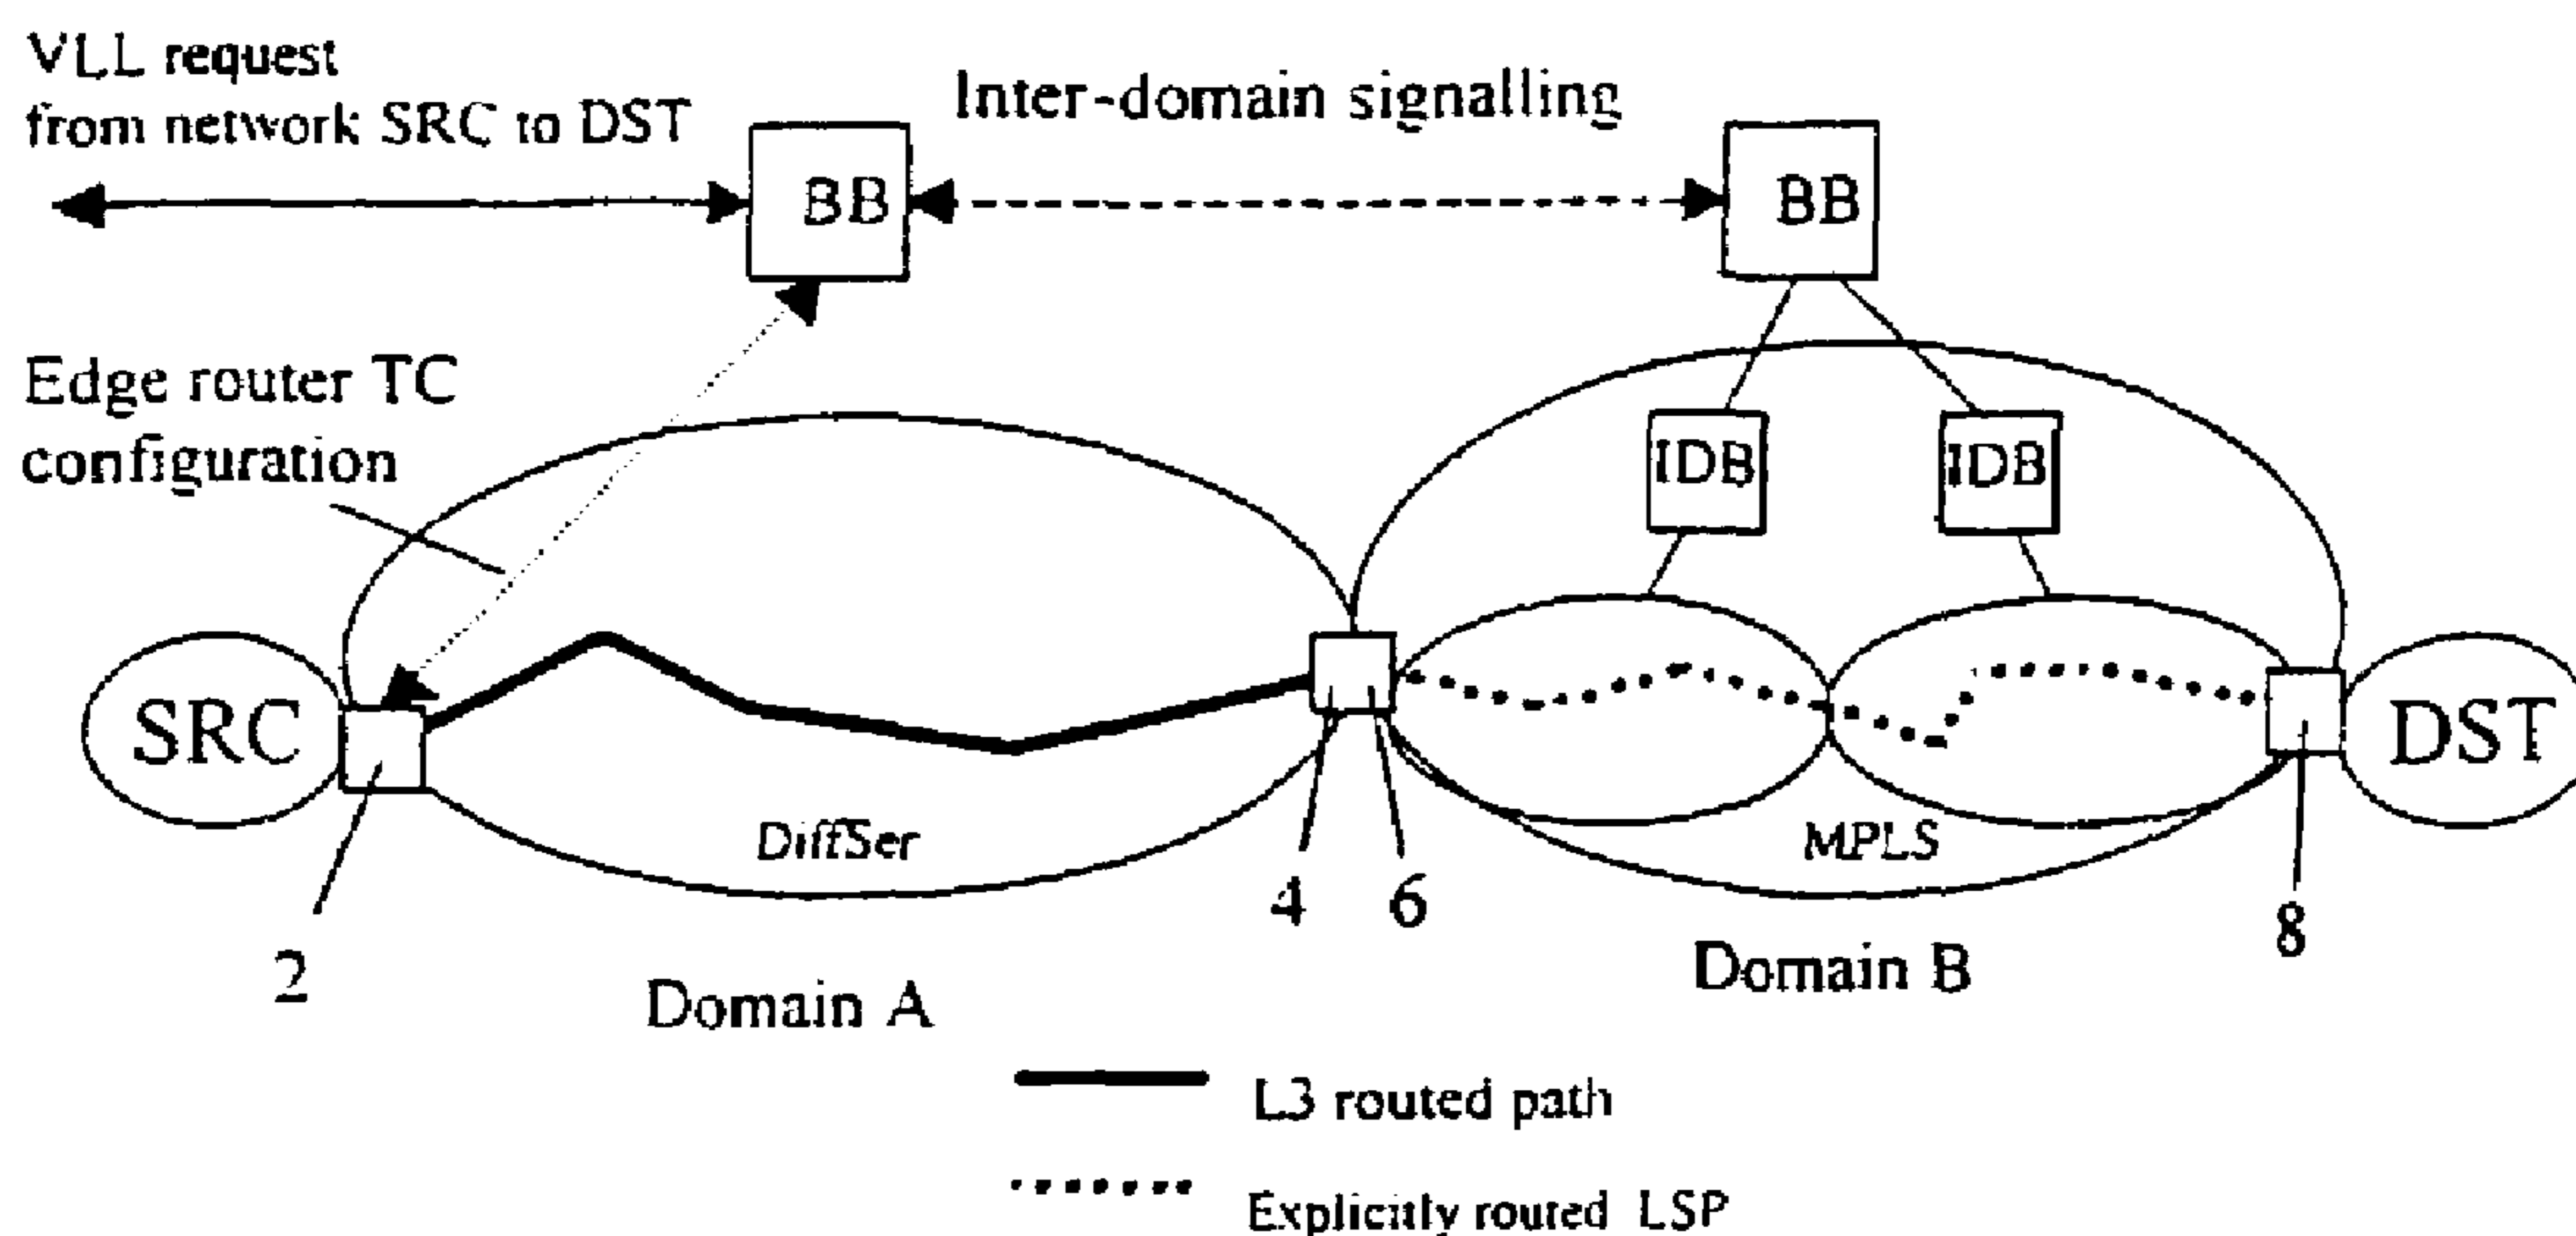 VLL request
from network SRC to DST
Inter-domain signalling
BB
BB
Edge router TC
configuration
IDB
IDB
SRC
DST
DiffSer
MPLS
2
4
6
8
Domain A
Domain B
L3 routed path
Explicitly routed LSP